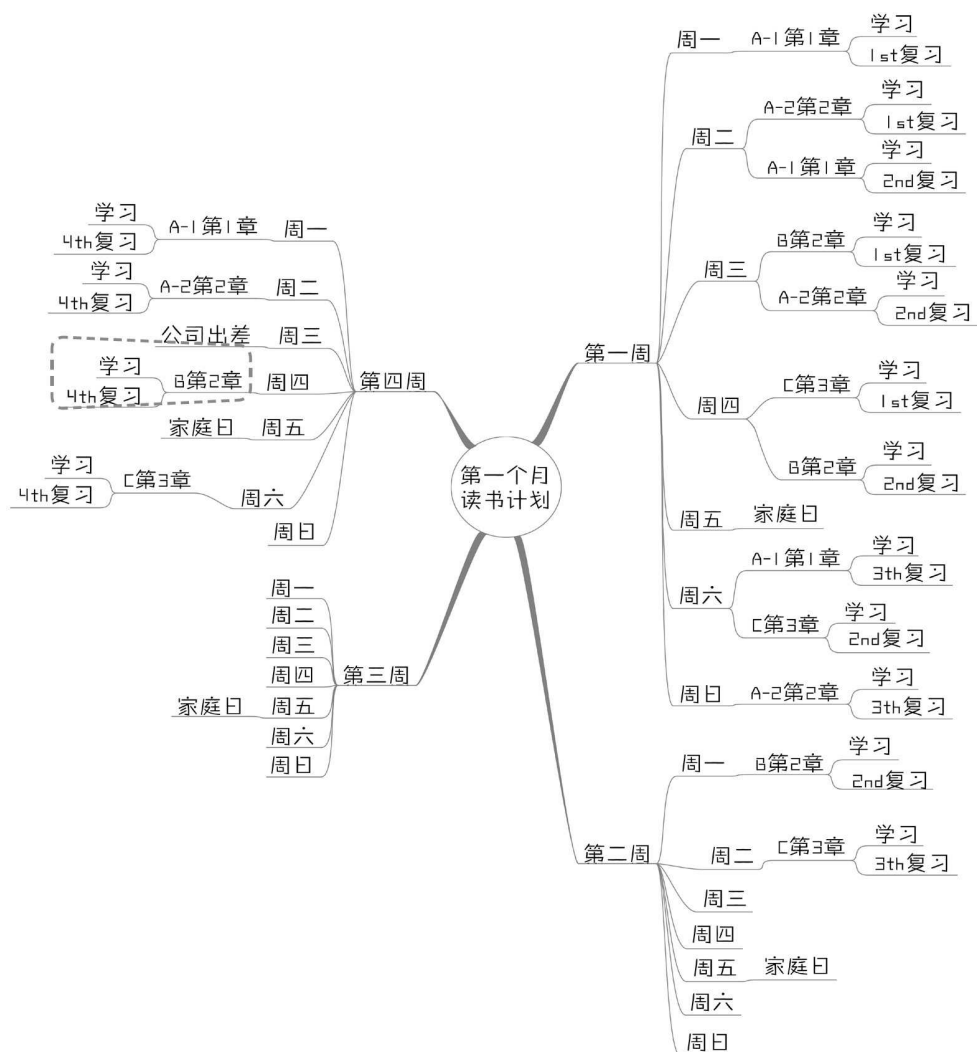 第一个月
读书计划
第一周
周一
A-1第1章
学习
1st复习
周二
A-2第2章
学习
1st复习
A-1第1章
学习
2nd复习
周三
B第2章
学习
1st复习
A-2第2章
学习
2nd复习
周四
C第3章
学习
1st复习
B第2章
学习
2nd复习
周五
家庭日
周六
A-1第1章
学习
3th复习
C第3章
学习
2nd复习
周日
A-2第2章
学习
3th复习
第二周
周一
B第2章
学习
2nd复习
周二
C第3章
学习
3th复习
周三
周四
周五
家庭日
周六
周日
第三周
周一
周二
周三
周四
周五
家庭日
周六
周日
第四周
周一
A-1第1章
学习
4th复习
周二
A-2第2章
学习
4th复习
周三
公司出差
周四
B第2章
学习
4th复习
周五
家庭日
周六
C第3章
学习
4th复习
周日